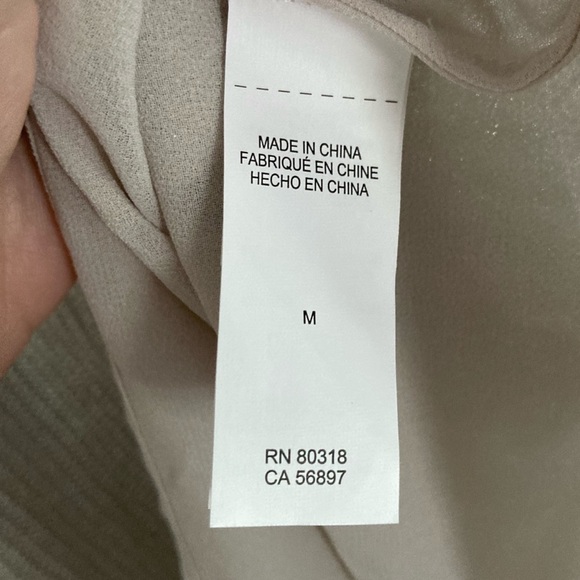 MADE IN CHINA
FABRIQUÉ EN CHINE
HECHO EN CHINA
M
RN 80318
CA 56897